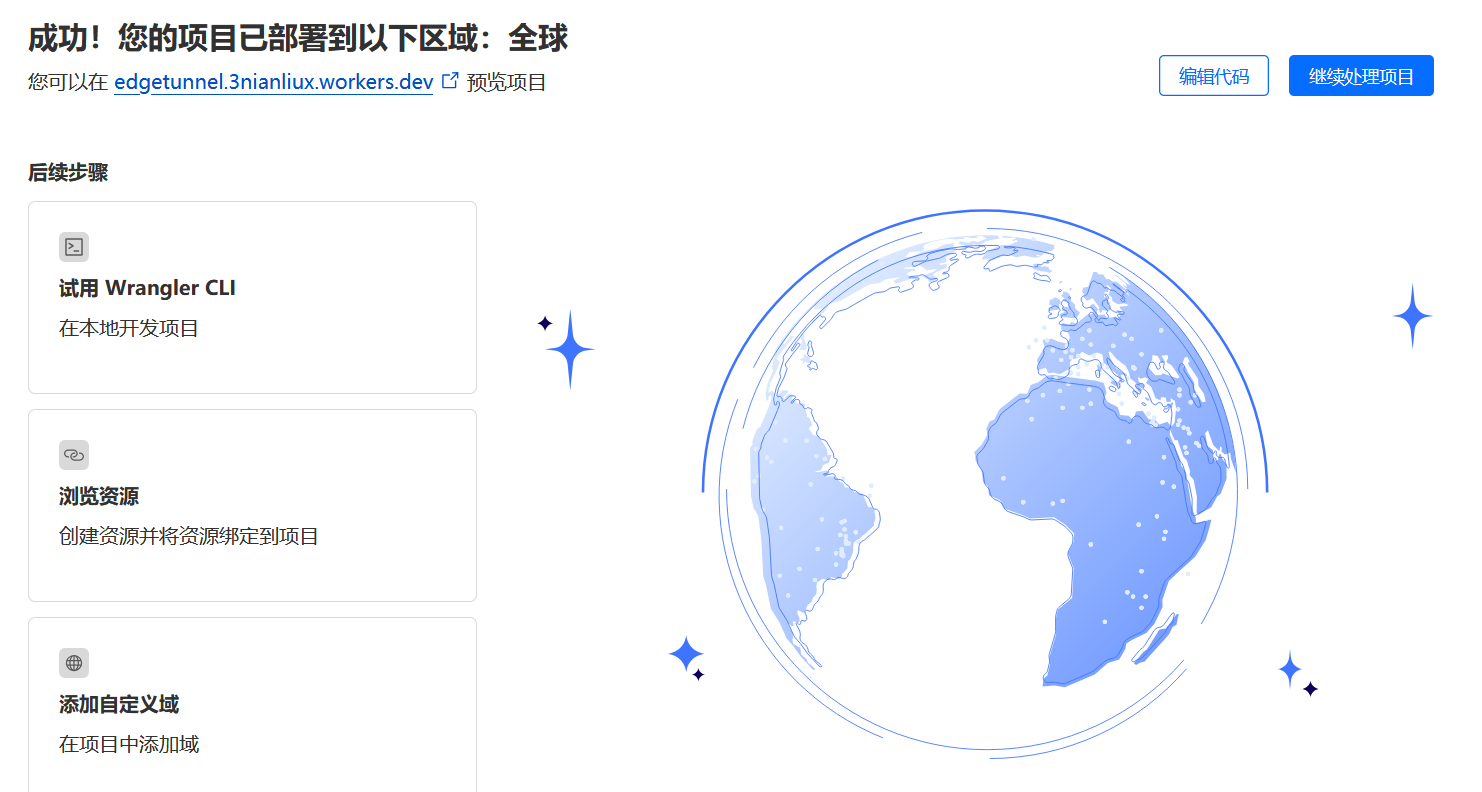 成功！您的项目已部署到以下区域：全球
您可以在 edgetunnel.3nianliux.workers.dev 预览项目
编辑代码
继续处理项目
后续步骤
试用 Wrangler CLI
在本地开发项目
浏览资源
创建资源并将资源绑定到项目
添加自定义域
在项目中添加域